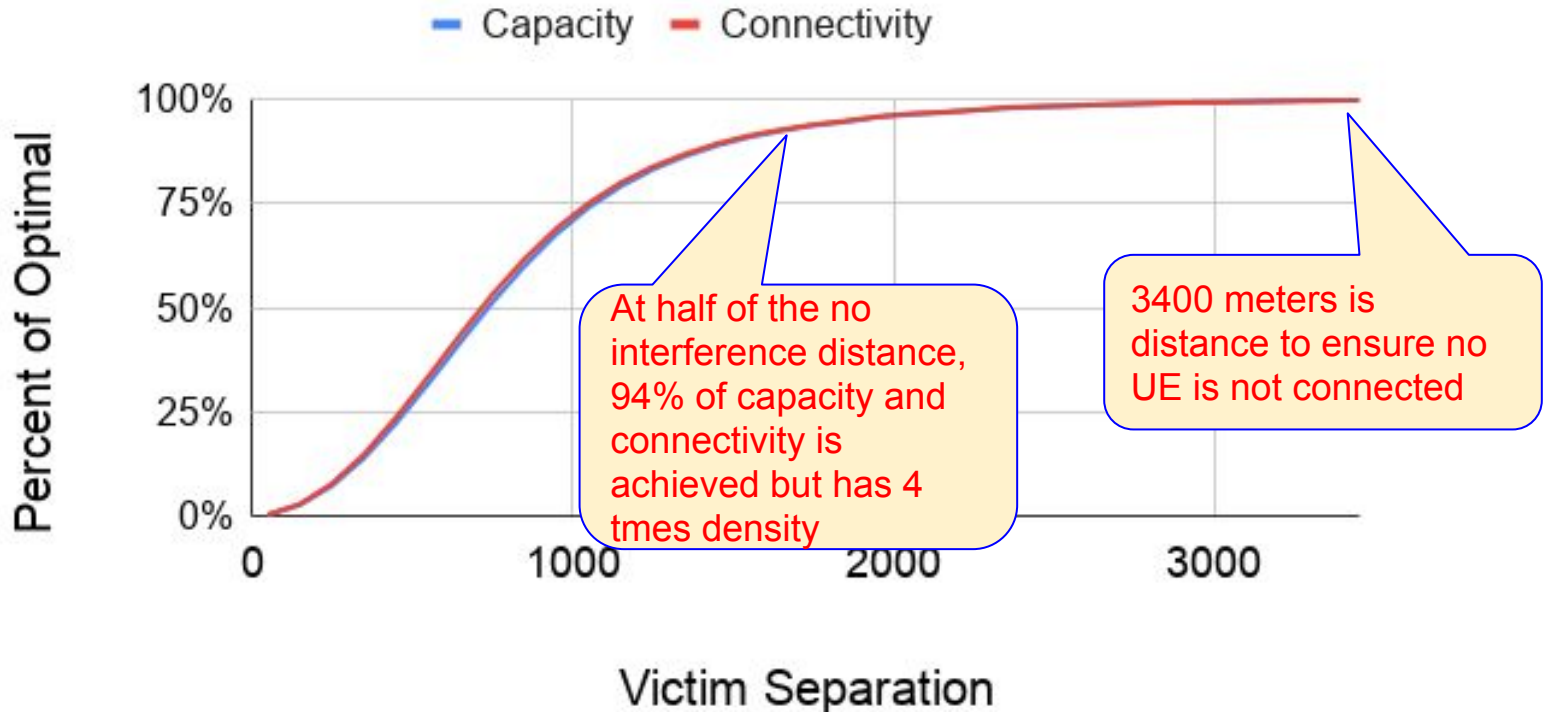 Capacity Connectivity
Percent of Optimal
100%
75%
50%
25%
0%
At half of the no
interference distance,
94% of capacity and
connectivity is
achieved but has 4
tmes density
3400 meters is
distance to ensure no
UE is not connected
0 1000 2000 3000
Victim Separation